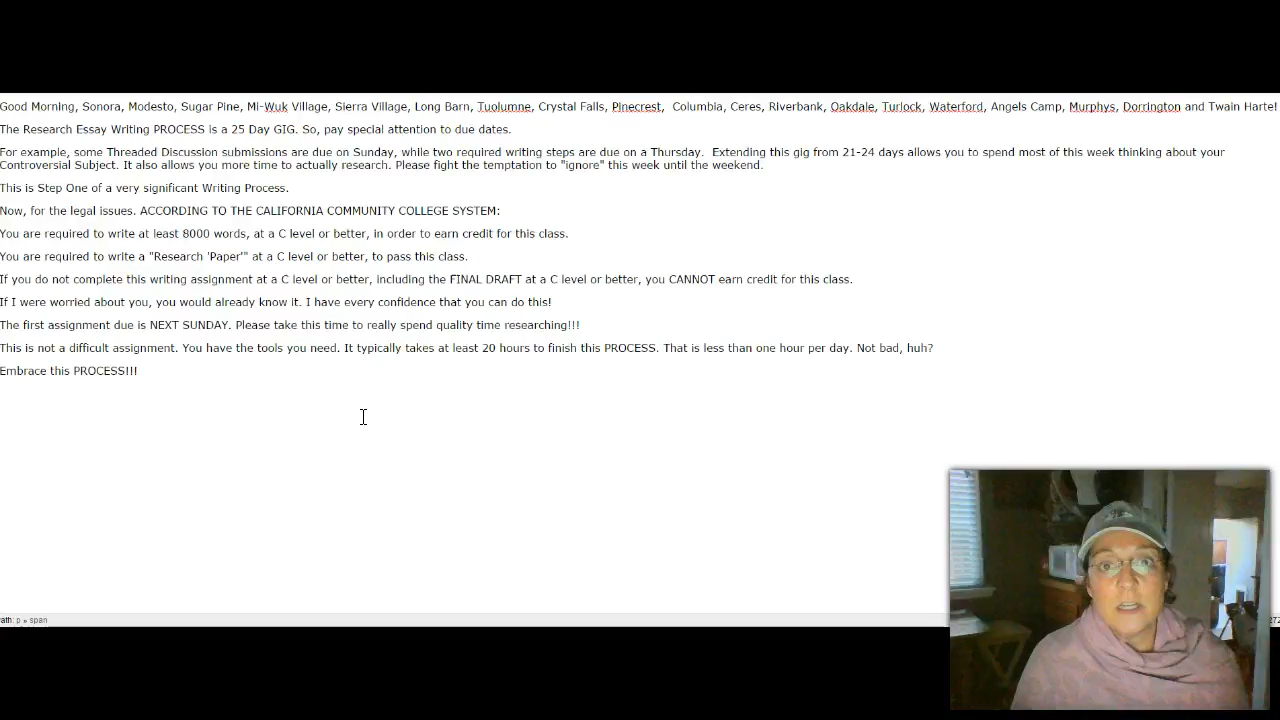 Good Morning, Sonora, Modesto, Sugar Pine, Mi-Wuk Village, Sierra Village, Long Barn, Tuolumne, Crystal Falls, Pinecrest, Columbia, Ceres, Riverbank, Oakdale, Turlock, Waterford, Angels Camp, Murphys, Dorrington and Twain Harte!
The Research Essay Writing PROCESS is a 25 Day GIG. So, pay special attention to due dates.
For example, some Threaded Discussion submissions are due on Sunday, while two required writing steps are due on a Thursday. Extending this gig from 21-24 days allows you to spend most of this week thinking about your
Controversial Subject. It also allows you more time to actually research. Please fight the temptation to "ignore" this week until the weekend.
This is Step One of a very significant Writing Process.
Now, for the legal issues. ACCORDING TO THE CALIFORNIA COMMUNITY COLLEGE SYSTEM:
You are required to write at least 8000 words, at a C level or better, in order to earn credit for this class.
You are required to write a "Research 'Paper'" at a C level or better, to pass this class.
If you do not complete this writing assignment at a C level or better, including the FINAL DRAFT at a C level or better, you CANNOT earn credit for this class.
If I were worried about you, you would already know it. I have every confidence that you can do this!
The first assignment due is NEXT SUNDAY. Please take this time to really spend quality time researching!!!
This is not a difficult assignment. You have the tools you need. It typically takes at least 20 hours to finish this PROCESS. That is less than one hour per day. Not bad, huh?
Embrace this PROCESS!!!
ath: p » span